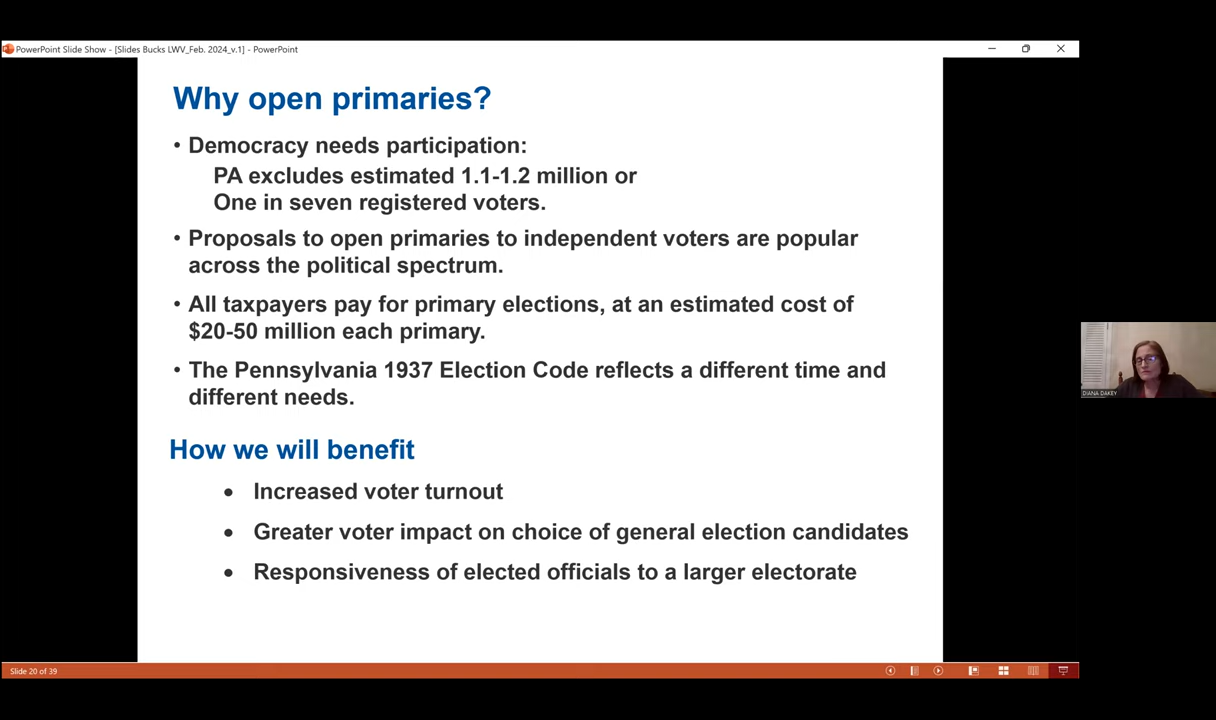 PowerPoint Slide Show - [Slides Bucks LWV_Feb. 2024_v.1] - PowerPoint
Why open primaries?
• Democracy needs participation:
PA excludes estimated 1.1-1.2 million or
One in seven registered voters.
• Proposals to open primaries to independent voters are popular
across the political spectrum.
• All taxpayers pay for primary elections, at an estimated cost of
$20-50 million each primary.
• The Pennsylvania 1937 Election Code reflects a different time and
different needs.
How we will benefit
• Increased voter turnout
• Greater voter impact on choice of general election candidates
• Responsiveness of elected officials to a larger electorate
DIANA DAKEY
Slide 20 of 39